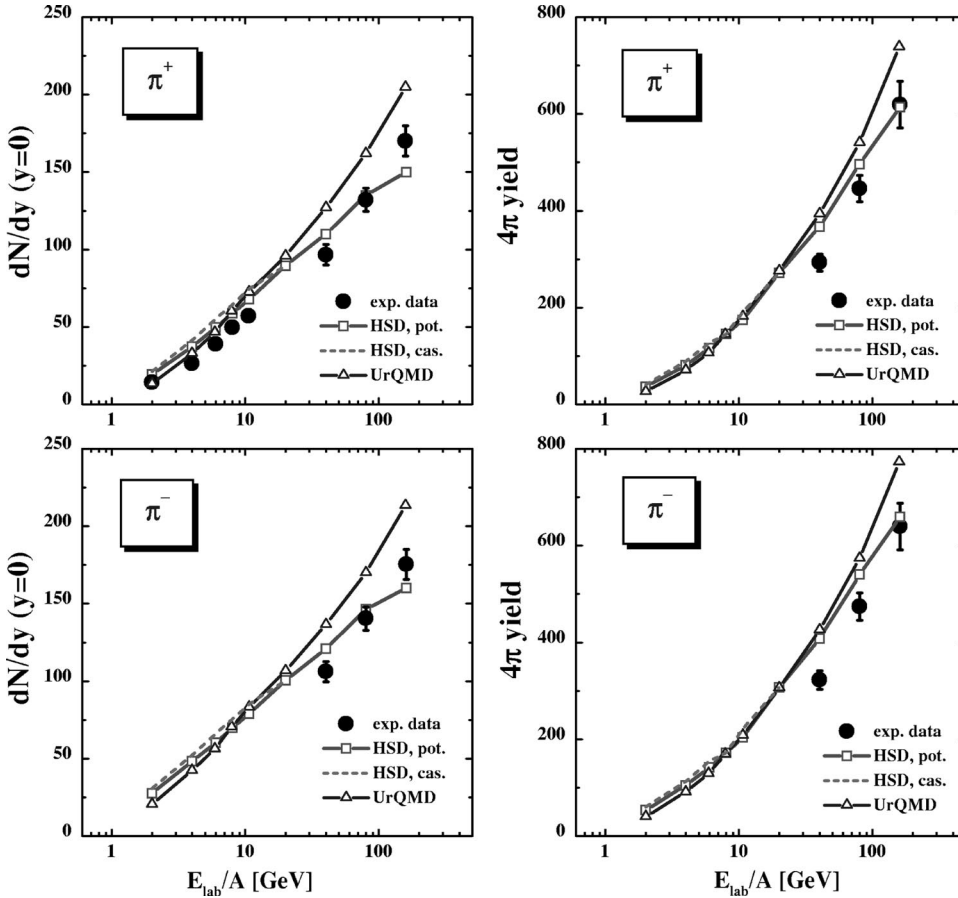 π⁺
dN/dy (y=0)
250
200
150
100
50
0
exp. data
HSD, pot.
HSD, cas.
UrQMD
1 10 100
π⁺
4π yield
800
600
400
200
0
exp. data
HSD, pot.
HSD, cas.
UrQMD
1 10 100
π⁻
dN/dy (y=0)
250
200
150
100
50
0
exp. data
HSD, pot.
HSD, cas.
UrQMD
1 10 100
E_lab/A [GeV]
π⁻
4π yield
800
600
400
200
0
exp. data
HSD, pot.
HSD, cas.
UrQMD
1 10 100
E_lab/A [GeV]